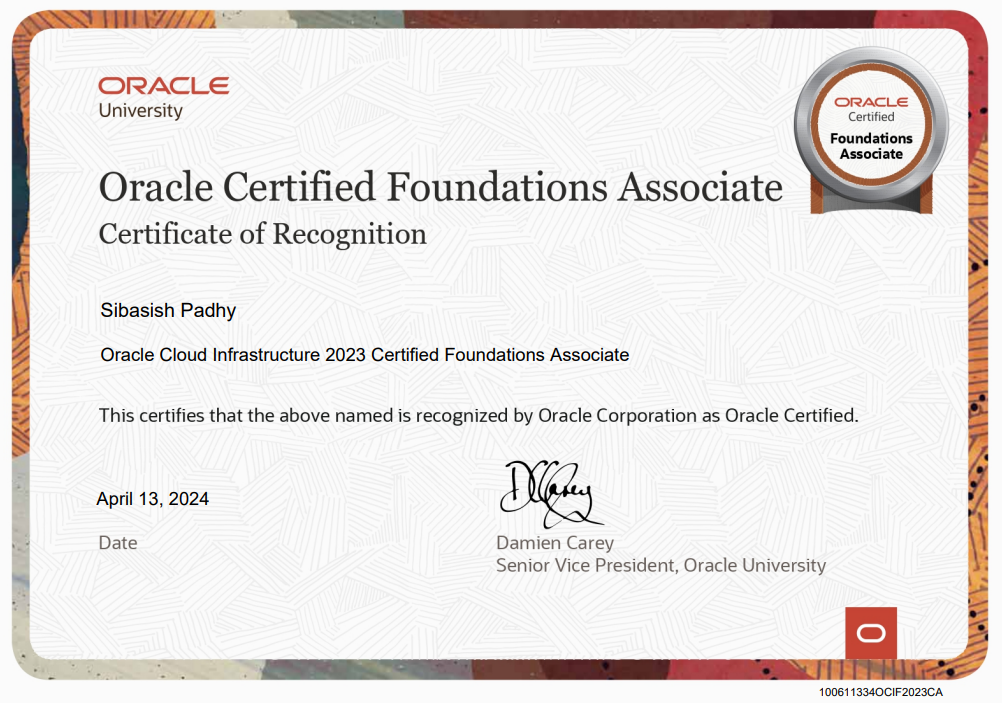 ORACLE
University
ORACLE
Certified
Foundations
Associate
Oracle Certified Foundations Associate
Certificate of Recognition
Sibasish Padhy
Oracle Cloud Infrastructure 2023 Certified Foundations Associate
This certifies that the above named is recognized by Oracle Corporation as Oracle Certified.
April 13, 2024
DCarey
Date
Damien Carey
Senior Vice President, Oracle University
100611334OCIF2023CA